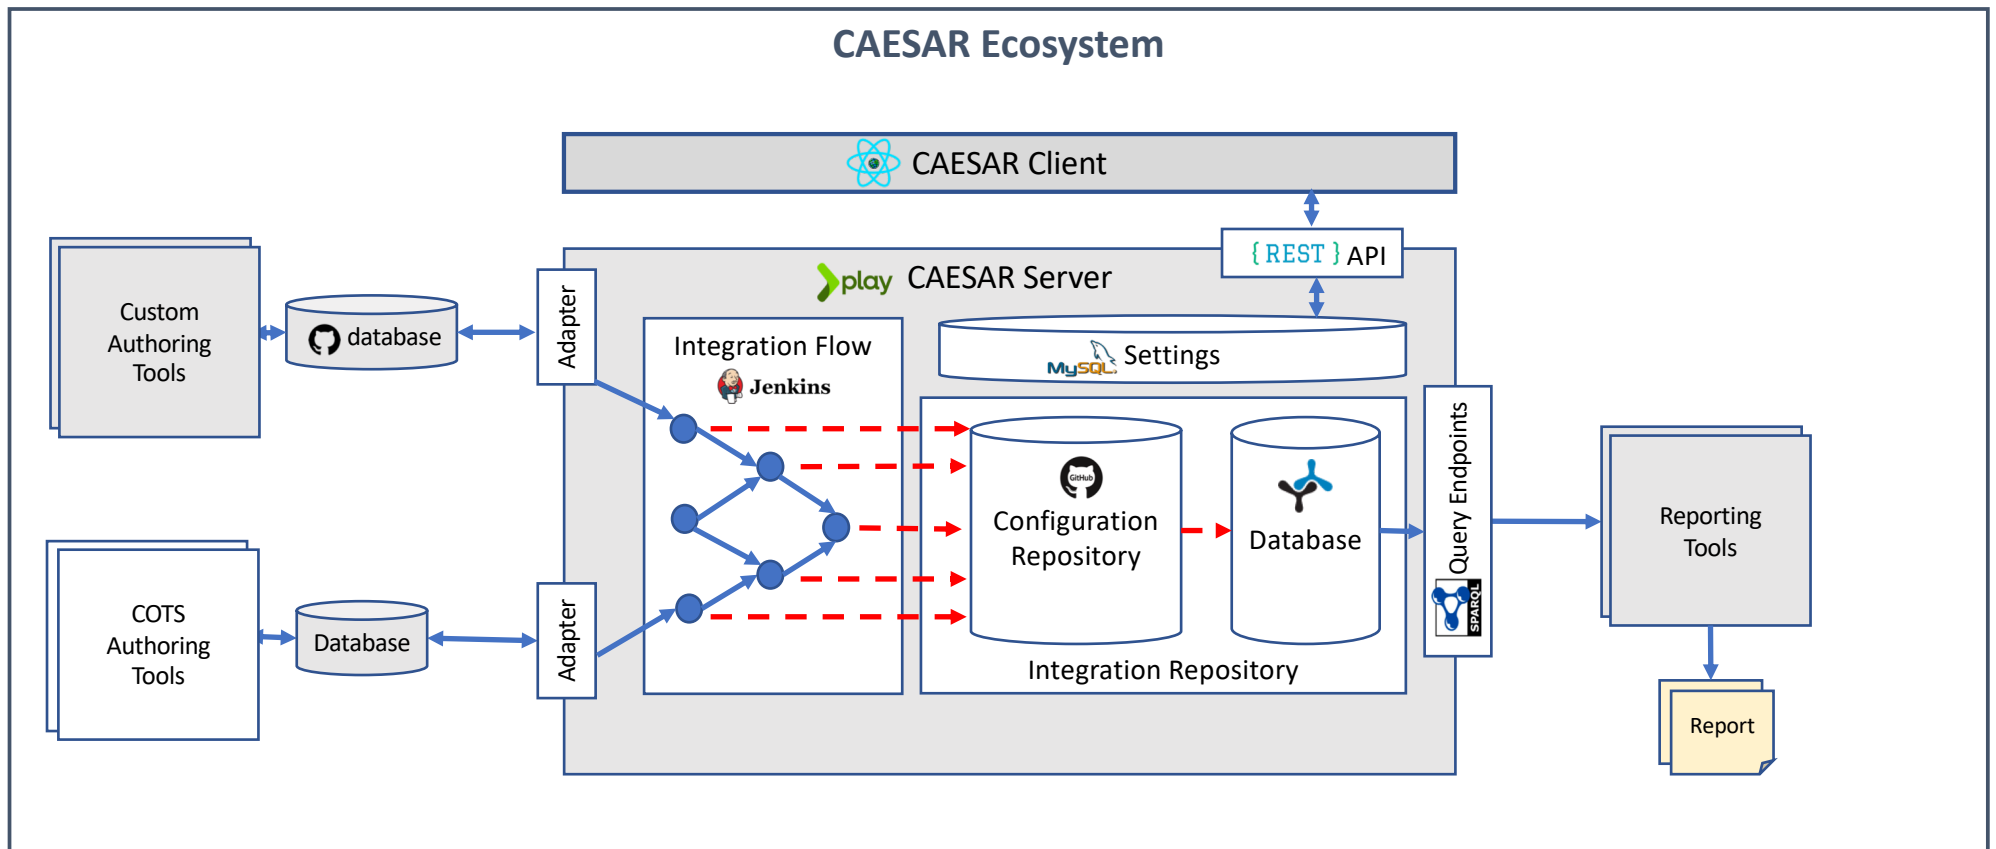 CAESAR Ecosystem
CAESAR Client
{ REST } API
play CAESAR Server
Custom
Authoring
Tools
database
Adapter
Integration Flow
Jenkins
MySQL. Settings
GitHub
Configuration
Repository
Database
Integration Repository
Query Endpoints
SPARQL
Reporting
Tools
Report
COTS
Authoring
Tools
Database
Adapter